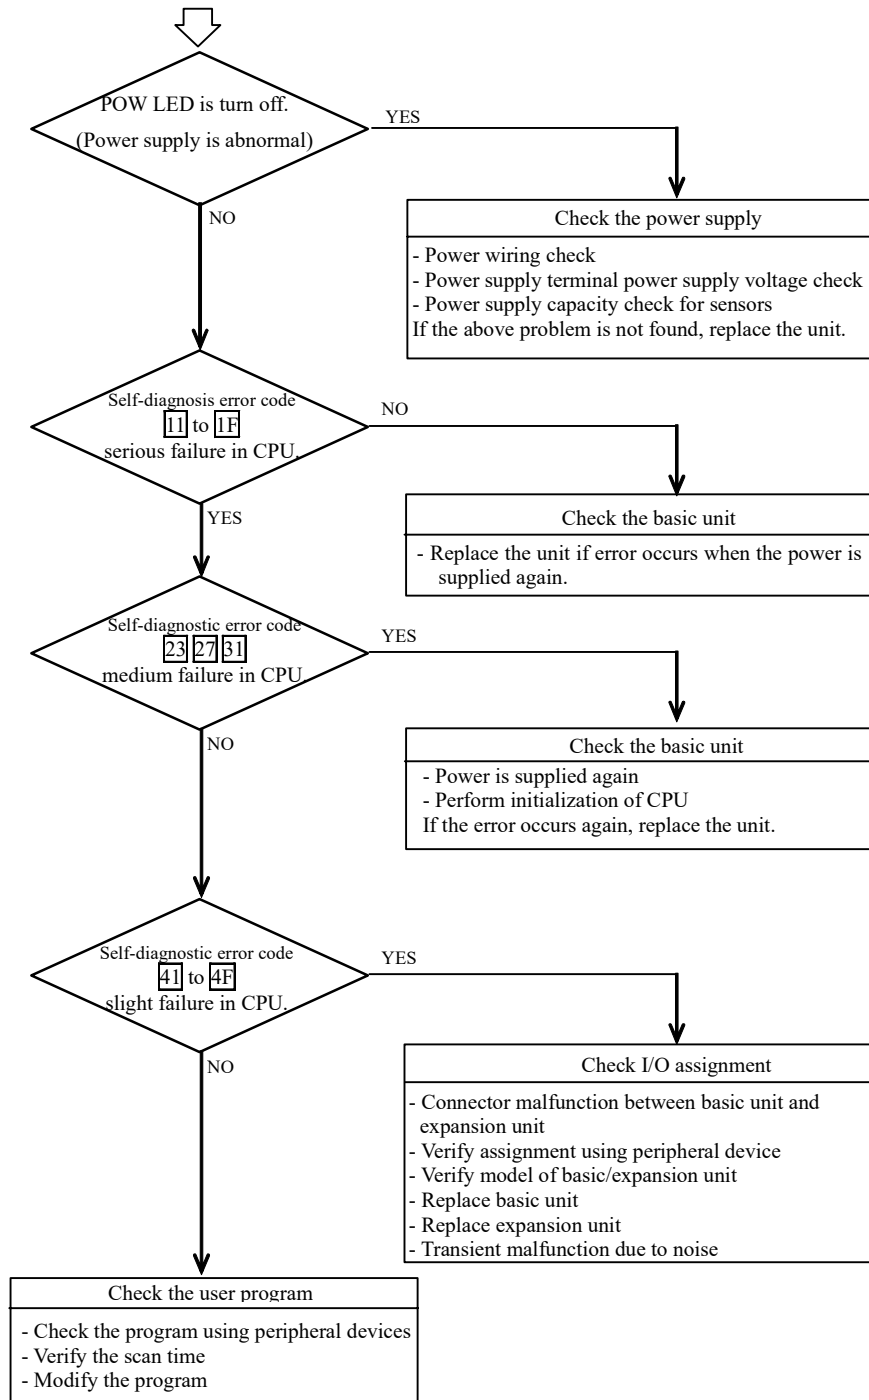 POW LED is turn off.
(Power supply is abnormal)
YES
NO
Check the power supply
- Power wiring check
- Power supply terminal power supply voltage check
- Power supply capacity check for sensors
If the above problem is not found, replace the unit.
Self-diagnosis error code
11 to 1F
serious failure in CPU.
NO
YES
Check the basic unit
- Replace the unit if error occurs when the power is
supplied again.
Self-diagnostic error code
23 27 31
medium failure in CPU.
YES
NO
Check the basic unit
- Power is supplied again
- Perform initialization of CPU
If the error occurs again, replace the unit.
Self-diagnostic error code
41 to 4F
slight failure in CPU.
YES
NO
Check I/O assignment
- Connector malfunction between basic unit and
expansion unit
- Verify assignment using peripheral device
- Verify model of basic/expansion unit
- Replace basic unit
- Replace expansion unit
- Transient malfunction due to noise
Check the user program
- Check the program using peripheral devices
- Verify the scan time
- Modify the program